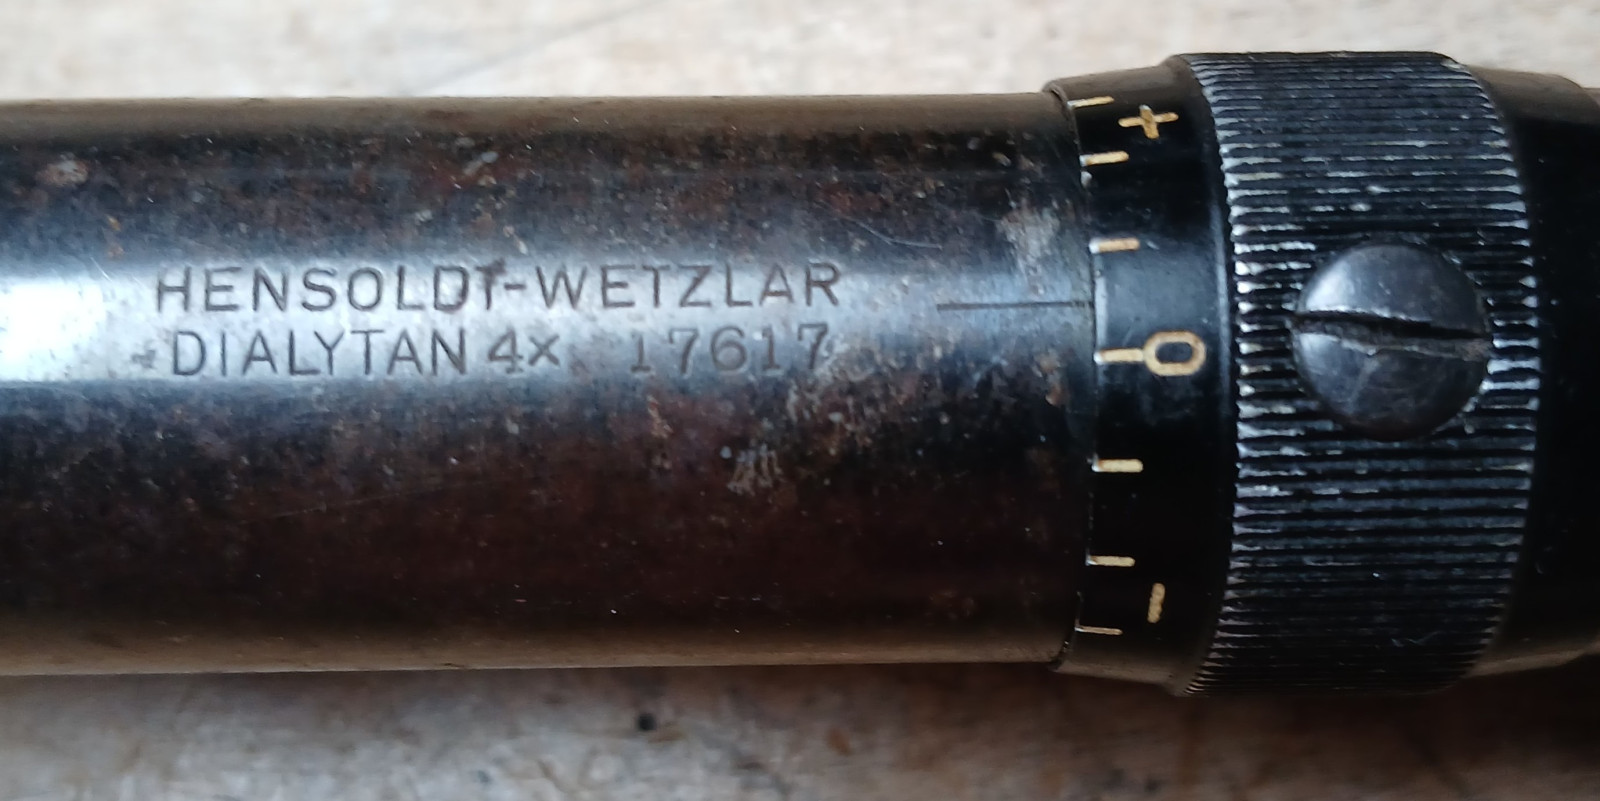 HENSOLDT-WETZLAR
DIALYTAN 4x 17617
+
0
-